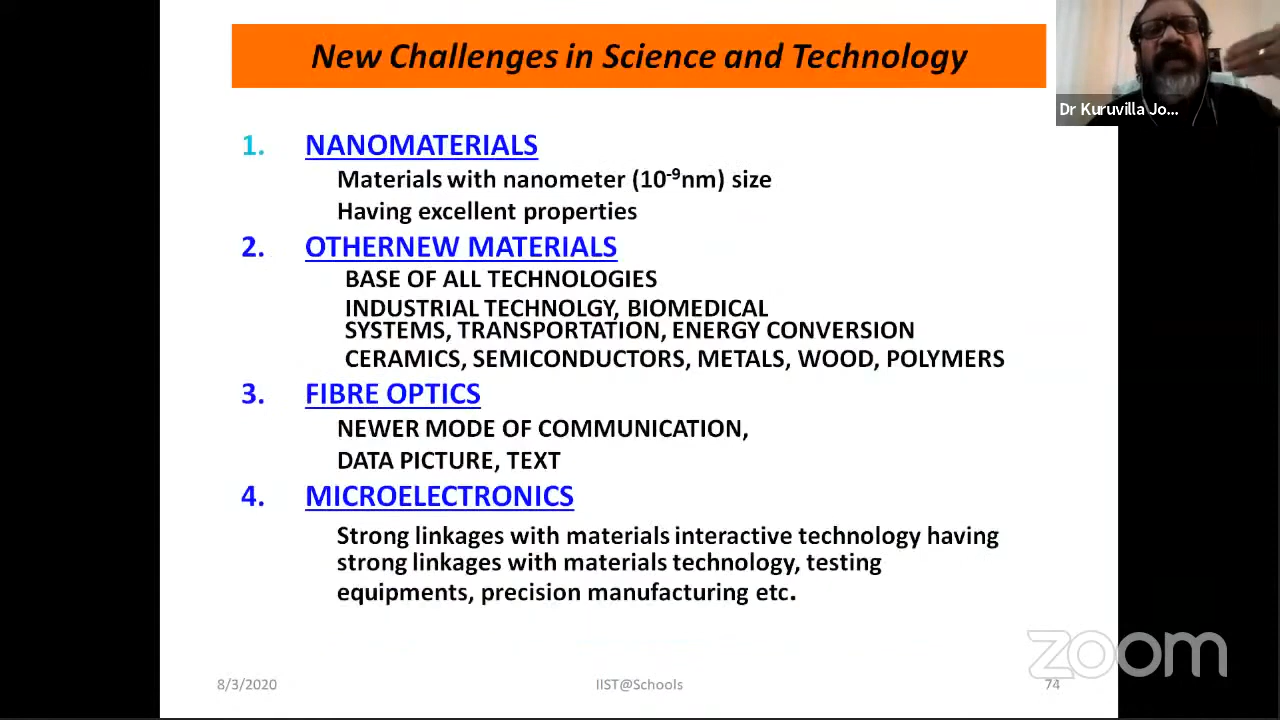 New Challenges in Science and Technology
Dr Kuruvilla Jo...
1. NANOMATERIALS
Materials with nanometer (10⁻⁹nm) size
Having excellent properties
2. OTHERNEW MATERIALS
BASE OF ALL TECHNOLOGIES
INDUSTRIAL TECHNOLGY, BIOMEDICAL
SYSTEMS, TRANSPORTATION, ENERGY CONVERSION
CERAMICS, SEMICONDUCTORS, METALS, WOOD, POLYMERS
3. FIBRE OPTICS
NEWER MODE OF COMMUNICATION,
DATA PICTURE, TEXT
4. MICROELECTRONICS
Strong linkages with materials interactive technology having
strong linkages with materials technology, testing
equipments, precision manufacturing etc.
zoom
8/3/2020 IIST@Schools 74